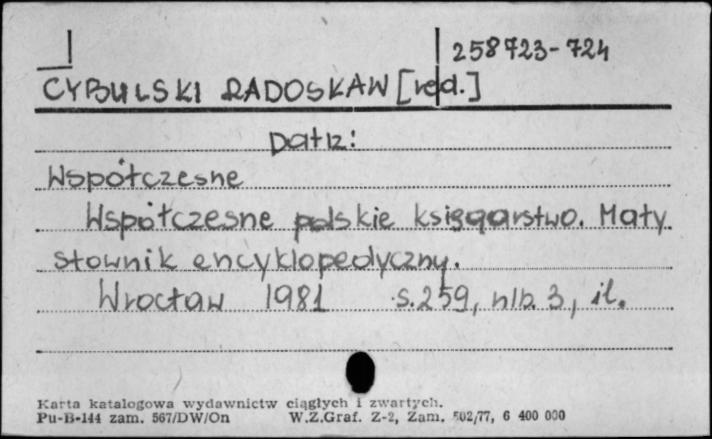 258723-724
CYBULSKI RADOSŁAW [red.]
patrz:
Współczesne
Współczesne polskie księgarstwo. Mały
słownik encyklopedyczny.
Wrocław 1981 s.259, nlb. 3, il.
Karta katalogowa wydawnictw ciągłych i zwartych.
Pu-B-144 zam. 567/DW/On W.Z.Graf. Z-2, Zam. 502/77, 6 400 000